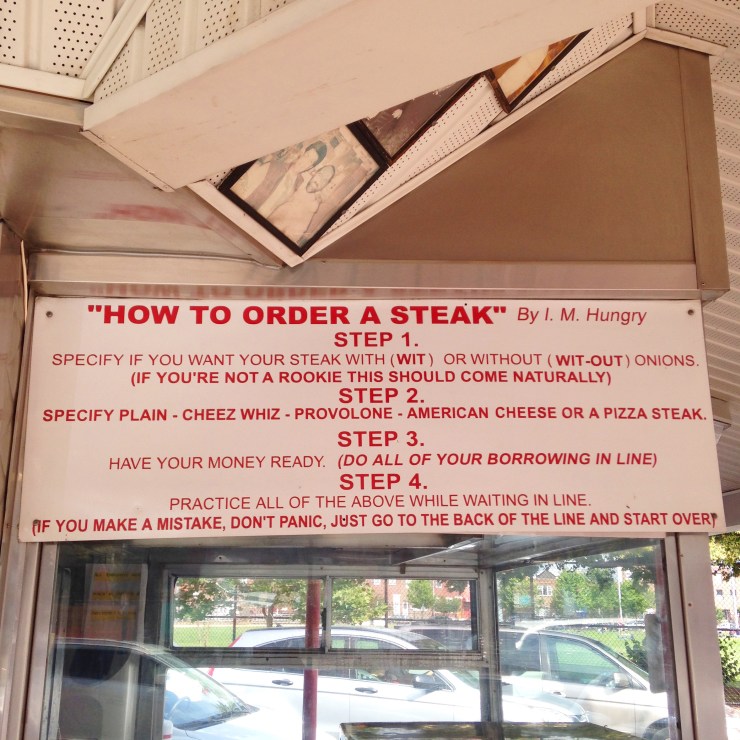 "HOW TO ORDER A STEAK" By I. M. Hungry
STEP 1.
SPECIFY IF YOU WANT YOUR STEAK WITH (WIT) OR WITHOUT (WIT-OUT) ONIONS.
(IF YOU'RE NOT A ROOKIE THIS SHOULD COME NATURALLY)
STEP 2.
SPECIFY PLAIN - CHEEZ WHIZ - PROVOLONE - AMERICAN CHEESE OR A PIZZA STEAK.
STEP 3.
HAVE YOUR MONEY READY. (DO ALL OF YOUR BORROWING IN LINE)
STEP 4.
PRACTICE ALL OF THE ABOVE WHILE WAITING IN LINE.
(IF YOU MAKE A MISTAKE, DON'T PANIC, JUST GO TO THE BACK OF THE LINE AND START OVER)